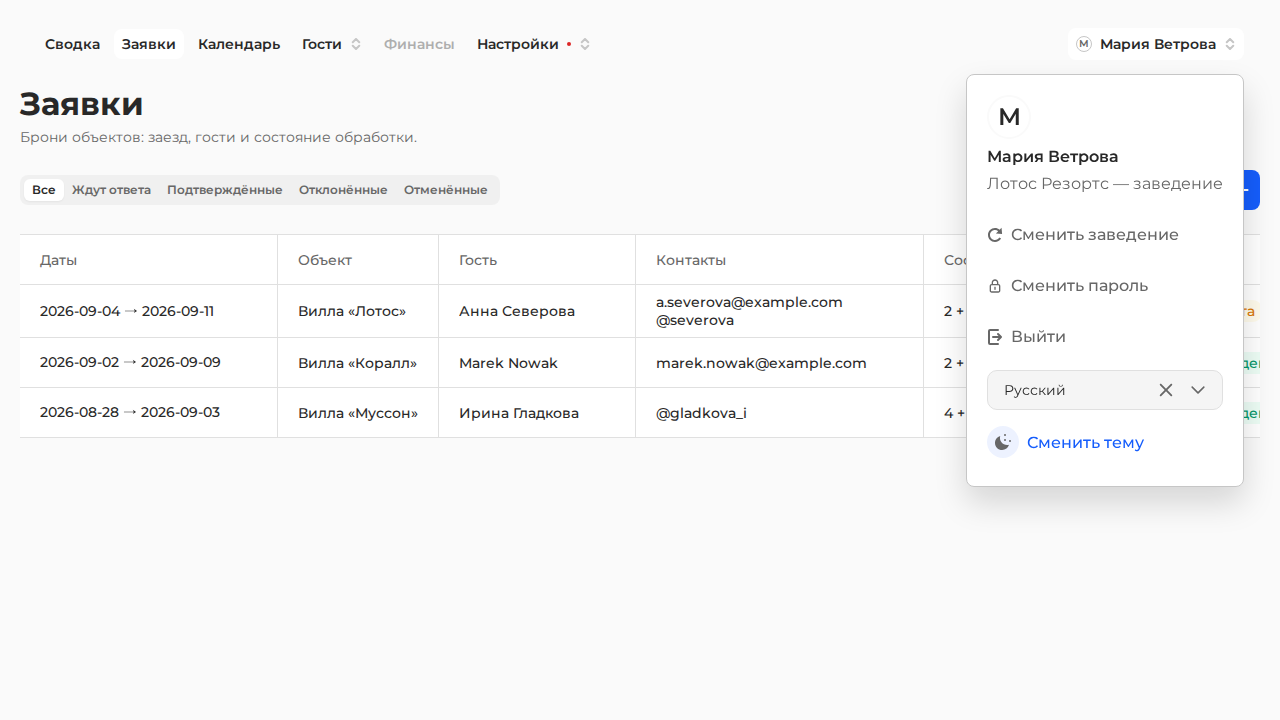 Сводка Заявки Календарь Гости Финансы Настройки М Мария Ветрова
Заявки
Брони объектов: заезд, гости и состояние обработки.
Все Ждут ответа Подтверждённые Отклонённые Отменённые
Даты Объект Гость Контакты
2026-09-04 → 2026-09-11 Вилла «Лотос» Анна Северова a.severova@example.com
@severova
2 +
2026-09-02 → 2026-09-09 Вилла «Коралл» Marek Nowak marek.nowak@example.com 2 +
2026-08-28 → 2026-09-03 Вилла «Муссон» Ирина Гладкова @gladkova_i 4 +
М
Мария Ветрова
Лотос Резортс — заведение
Сменить заведение
Сменить пароль
Выйти
Русский
Сменить тему